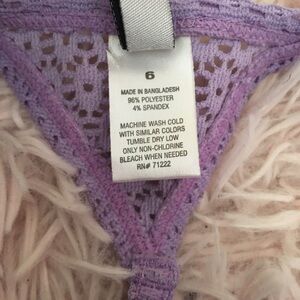 6
MADE IN BANGLADESH
96% POLYESTER
4% SPANDEX
MACHINE WASH COLD
WITH SIMILAR COLORS
TUMBLE DRY LOW
ONLY NON-CHLORINE
BLEACH WHEN NEEDED
RN# 71222